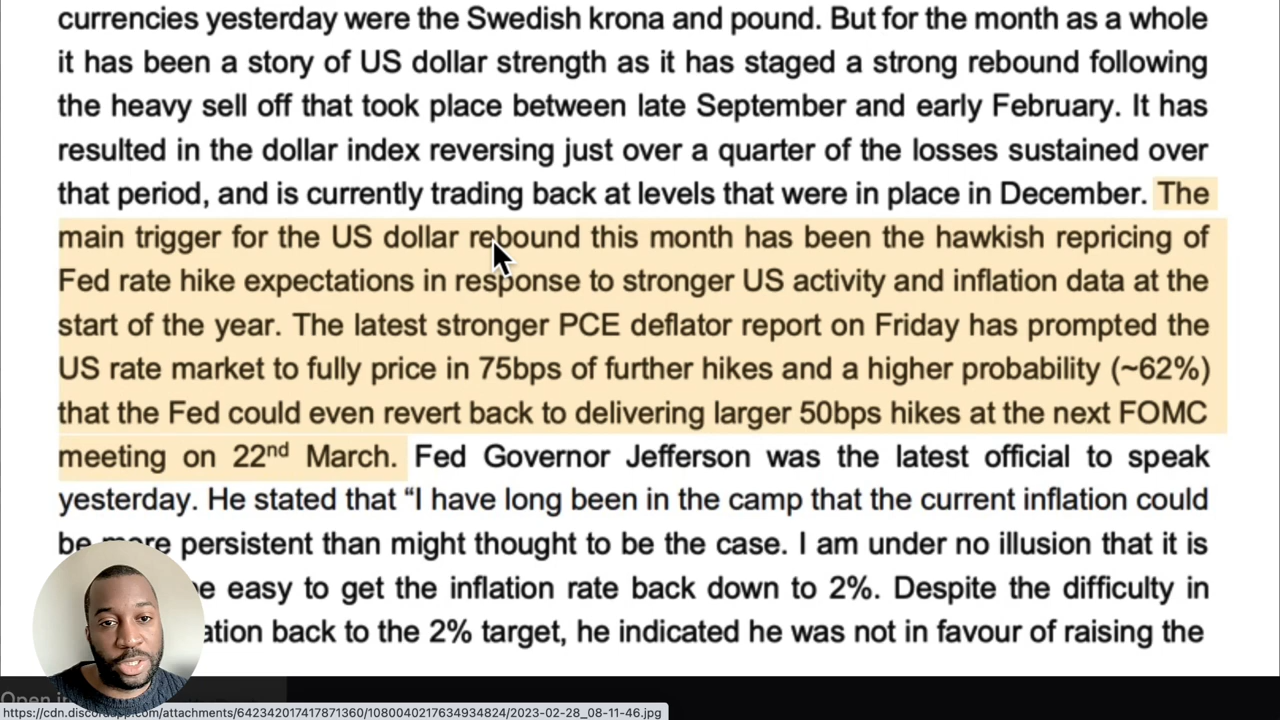 currencies yesterday were the Swedish krona and pound. But for the month as a whole
it has been a story of US dollar strength as it has staged a strong rebound following
the heavy sell off that took place between late September and early February. It has
resulted in the dollar index reversing just over a quarter of the losses sustained over
that period, and is currently trading back at levels that were in place in December. The
main trigger for the US dollar rebound this month has been the hawkish repricing of
Fed rate hike expectations in response to stronger US activity and inflation data at the
start of the year. The latest stronger PCE deflator report on Friday has prompted the
US rate market to fully price in 75bps of further hikes and a higher probability (~62%)
that the Fed could even revert back to delivering larger 50bps hikes at the next FOMC
meeting on 22nd March. Fed Governor Jefferson was the latest official to speak
yesterday. He stated that “I have long been in the camp that the current inflation could
be more persistent than might thought to be the case. I am under no illusion that it is
easy to get the inflation rate back down to 2%. Despite the difficulty in
back to the 2% target, he indicated he was not in favour of raising the
Open
https://cdn.discordapp.com/attachments/642342017417871360/1080040217634934824/2023-02-28_08-11-46.jpg